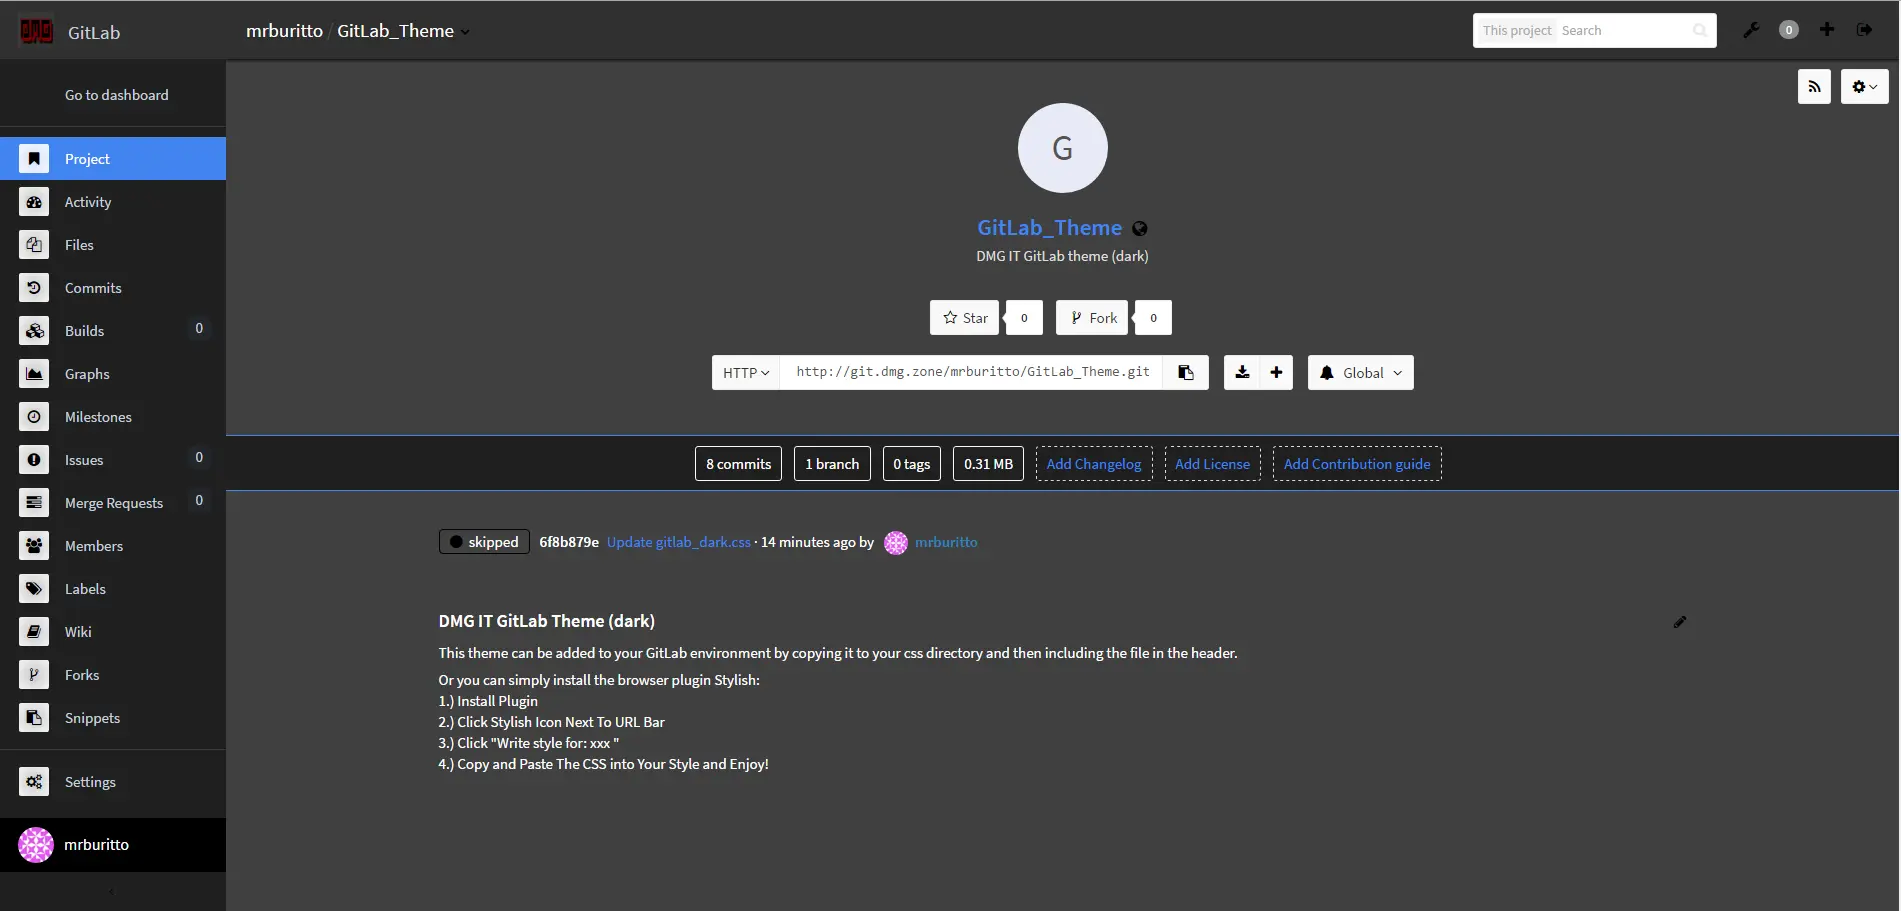 DMG GitLab
mrburitto / GitLab_Theme
This project Search
0
Go to dashboard
Project
Activity
Files
Commits
Builds 0
Graphs
Milestones
Issues 0
Merge Requests 0
Members
Labels
Wiki
Forks
Snippets
Settings
mrburitto
G
GitLab_Theme
DMG IT GitLab theme (dark)
Star 0 Fork 0
HTTP http://git.dmg.zone/mrburitto/GitLab_Theme.git Global
8 commits 1 branch 0 tags 0.31 MB Add Changelog Add License Add Contribution guide
skipped 6f8b879e Update gitlab_dark.css · 14 minutes ago by mrburitto
DMG IT GitLab Theme (dark)
This theme can be added to your GitLab environment by copying it to your css directory and then including the file in the header.
Or you can simply install the browser plugin Stylish:
1.) Install Plugin
2.) Click Stylish Icon Next To URL Bar
3.) Click "Write style for: xxx "
4.) Copy and Paste The CSS into Your Style and Enjoy!